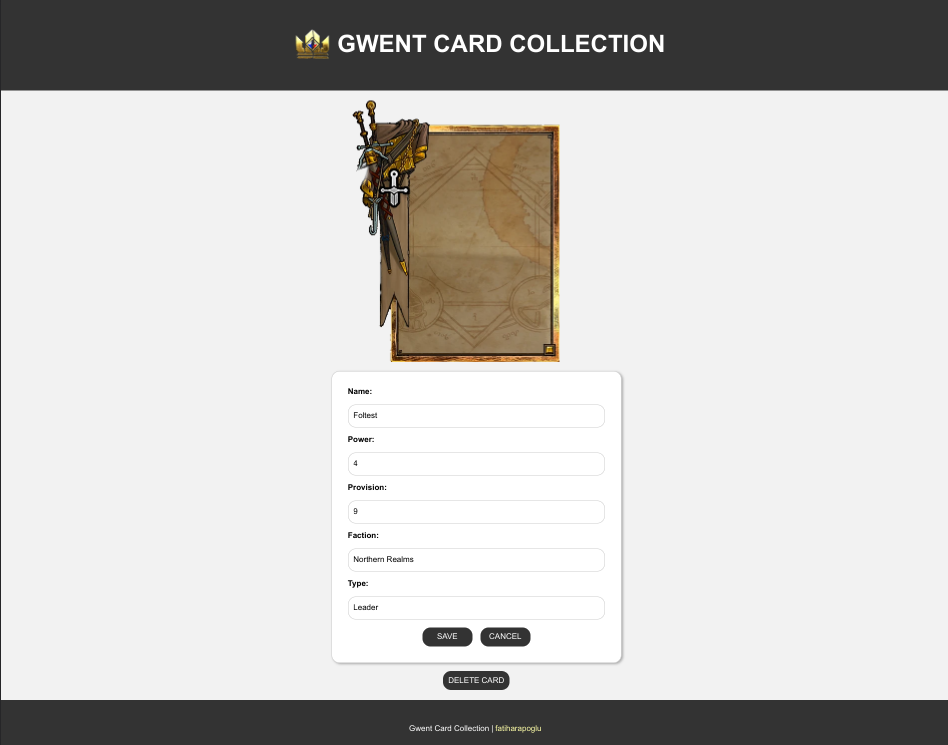 GWENT CARD COLLECTION
Name:
Foltest
Power:
4
Provision:
9
Faction:
Northern Realms
Type:
Leader
SAVE CANCEL
DELETE CARD
Gwent Card Collection | fatiharapoglu